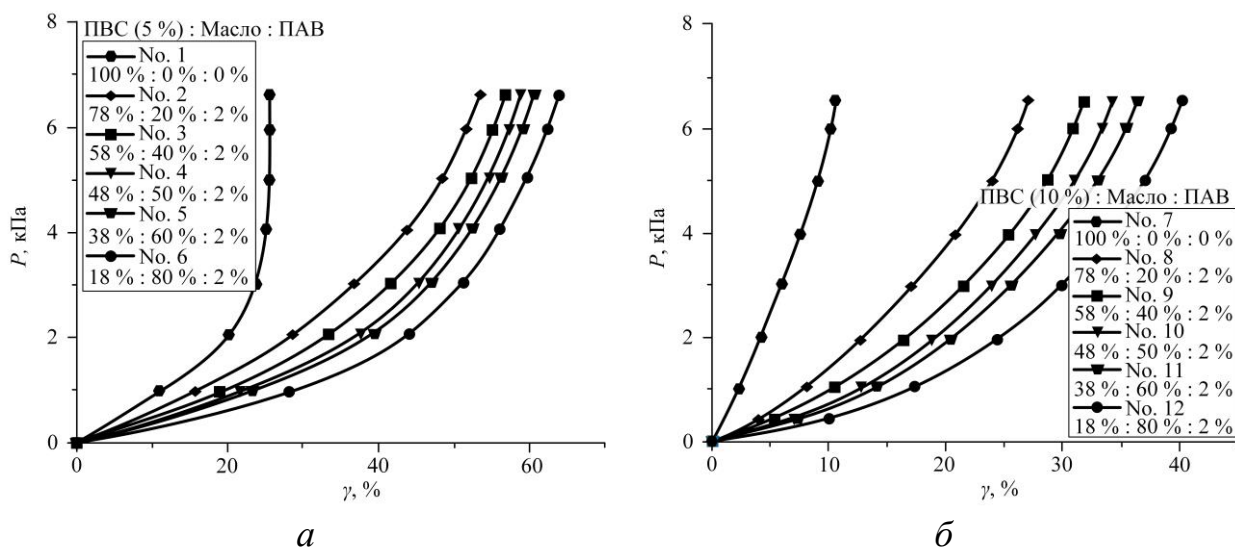 8
6
4
2
0
P, кПа
ПВС (5 %) : Масло : ПАВ
No. 1
100 % : 0 % : 0 %
No. 2
78 % : 20 % : 2 %
No. 3
58 % : 40 % : 2 %
No. 4
48 % : 50 % : 2 %
No. 5
38 % : 60 % : 2 %
No. 6
18 % : 80 % : 2 %
0 20 40 60
γ, %
а
8
6
4
2
0
P, кПа
ПВС (10 %) : Масло : ПАВ
No. 7
100 % : 0 % : 0 %
No. 8
78 % : 20 % : 2 %
No. 9
58 % : 40 % : 2 %
No. 10
48 % : 50 % : 2 %
No. 11
38 % : 60 % : 2 %
No. 12
18 % : 80 % : 2 %
0 10 20 30 40
γ, %
б